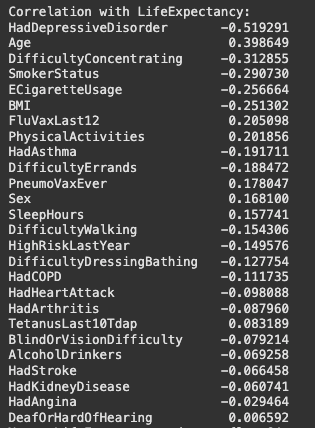 Correlation with LifeExpectancy:
HadDepressiveDisorder -0.519291
Age 0.398649
DifficultyConcentrating -0.312855
SmokerStatus -0.290730
ECigaretteUsage -0.256664
BMI -0.251302
FluVaxLast12 0.205098
PhysicalActivities 0.201856
HadAsthma -0.191711
DifficultyErrands -0.188472
PneumoVaxEver 0.178047
Sex 0.168100
SleepHours 0.157741
DifficultyWalking -0.154306
HighRiskLastYear -0.149576
DifficultyDressingBathing -0.127754
HadCOPD -0.111735
HadHeartAttack -0.098088
HadArthritis -0.087960
TetanusLast10Tdap 0.083189
BlindOrVisionDifficulty -0.079214
AlcoholDrinkers -0.069258
HadStroke -0.066458
HadKidneyDisease -0.060741
HadAngina -0.029464
DeafOrHardOfHearing 0.006592